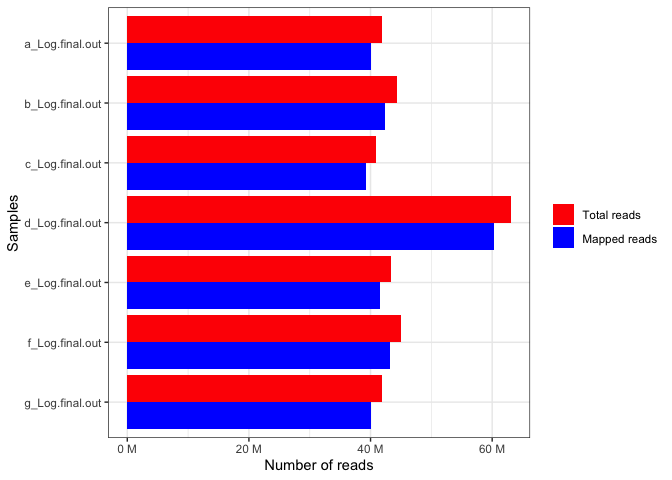 Samples
a_Log.final.out
b_Log.final.out
c_Log.final.out
d_Log.final.out
e_Log.final.out
f_Log.final.out
g_Log.final.out
0 M 20 M 40 M 60 M
Number of reads
Total reads
Mapped reads